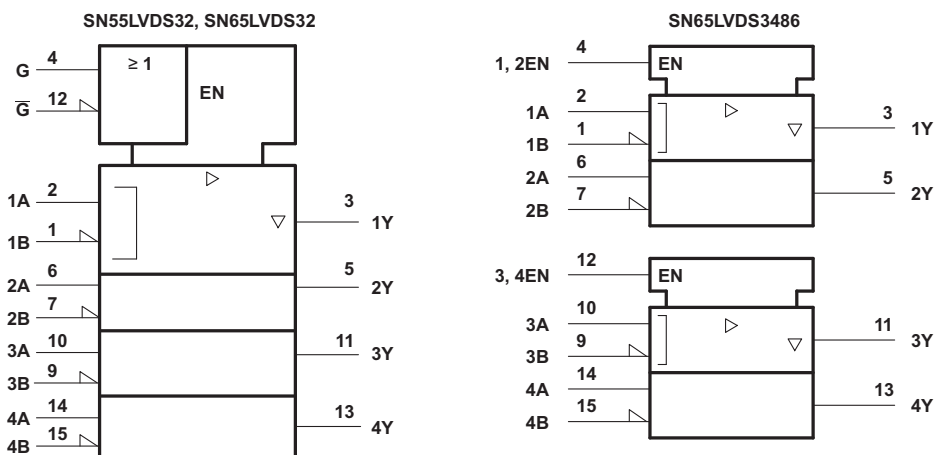 SN55LVDS32, SN65LVDS32
G 4
≥ 1
EN
G̅ 12
1A 2
3 1Y
1B 1
2A 6
5 2Y
2B 7
3A 10
11 3Y
3B 9
4A 14
13 4Y
4B 15
SN65LVDS3486
1, 2EN 4
EN
1A 2
3 1Y
1B 1
2A 6
5 2Y
2B 7
3, 4EN 12
EN
3A 10
11 3Y
3B 9
4A 14
13 4Y
4B 15